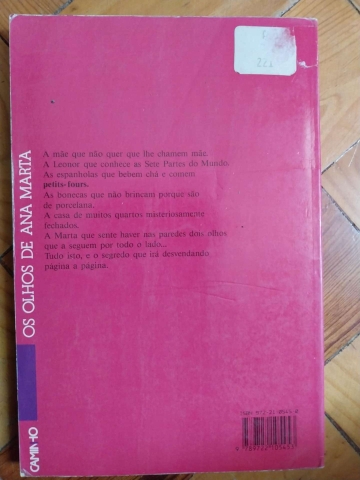 A mãe que não quer que lhe chamem mãe.
A Lennor que conhece as Sete Partes do Mundo.
As espanholas que bebem chá e comem
petits-fours.
As bonecas que não brincam porque são
de porcelana.
A casa de muitos quartos misteriosamente
fechados.
A Marta que sente haver nas paredes dois olhos
que a seguem por todo o lado...
Tudo isto, e o segredo que irá desvendando
página a página.
OS OLHOS DE ANA MARTA
CAMINHO
ISBN